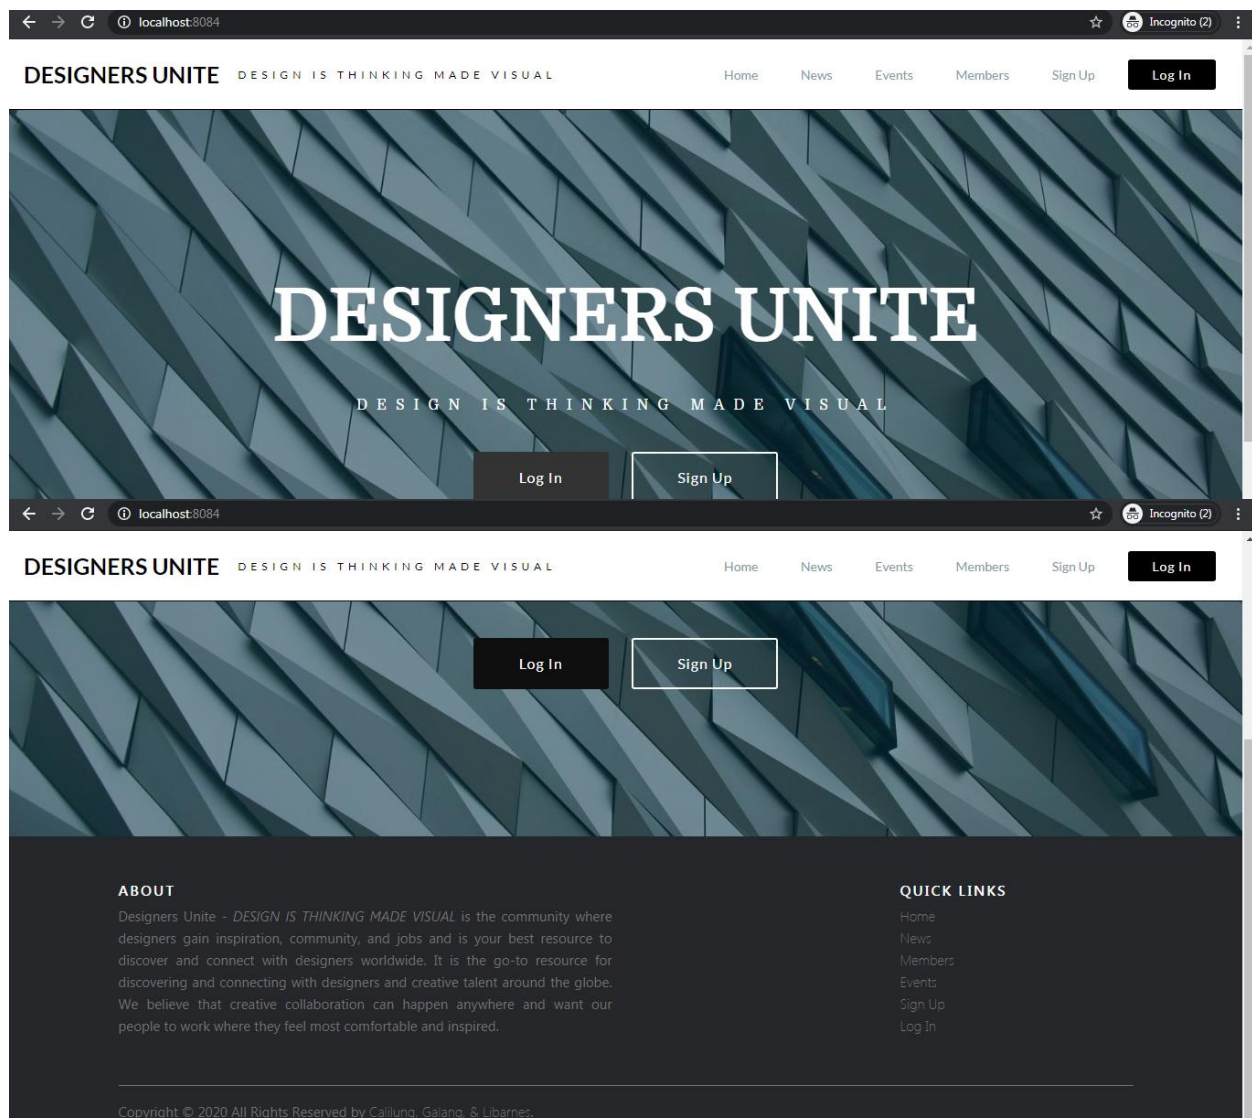 localhost:8084
Incognito (2)
DESIGNERS UNITE DESIGN IS THINKING MADE VISUAL Home News Events Members Sign Up Log In
DESIGNERS UNITE
DESIGN IS THINKING MADE VISUAL
Log In Sign Up
localhost:8084
Incognito (2)
DESIGNERS UNITE DESIGN IS THINKING MADE VISUAL Home News Events Members Sign Up Log In
Log In Sign Up
ABOUT
Designers Unite - DESIGN IS THINKING MADE VISUAL is the community where
designers gain inspiration, community, and jobs and is your best resource to
discover and connect with designers worldwide. It is the go-to resource for
discovering and connecting with designers and creative talent around the globe.
We believe that creative collaboration can happen anywhere and want our
people to work where they feel most comfortable and inspired.
QUICK LINKS
Home
News
Members
Events
Sign Up
Log In
Copyright © 2020 All Rights Reserved by Calilung, Galang, & Libarnes.